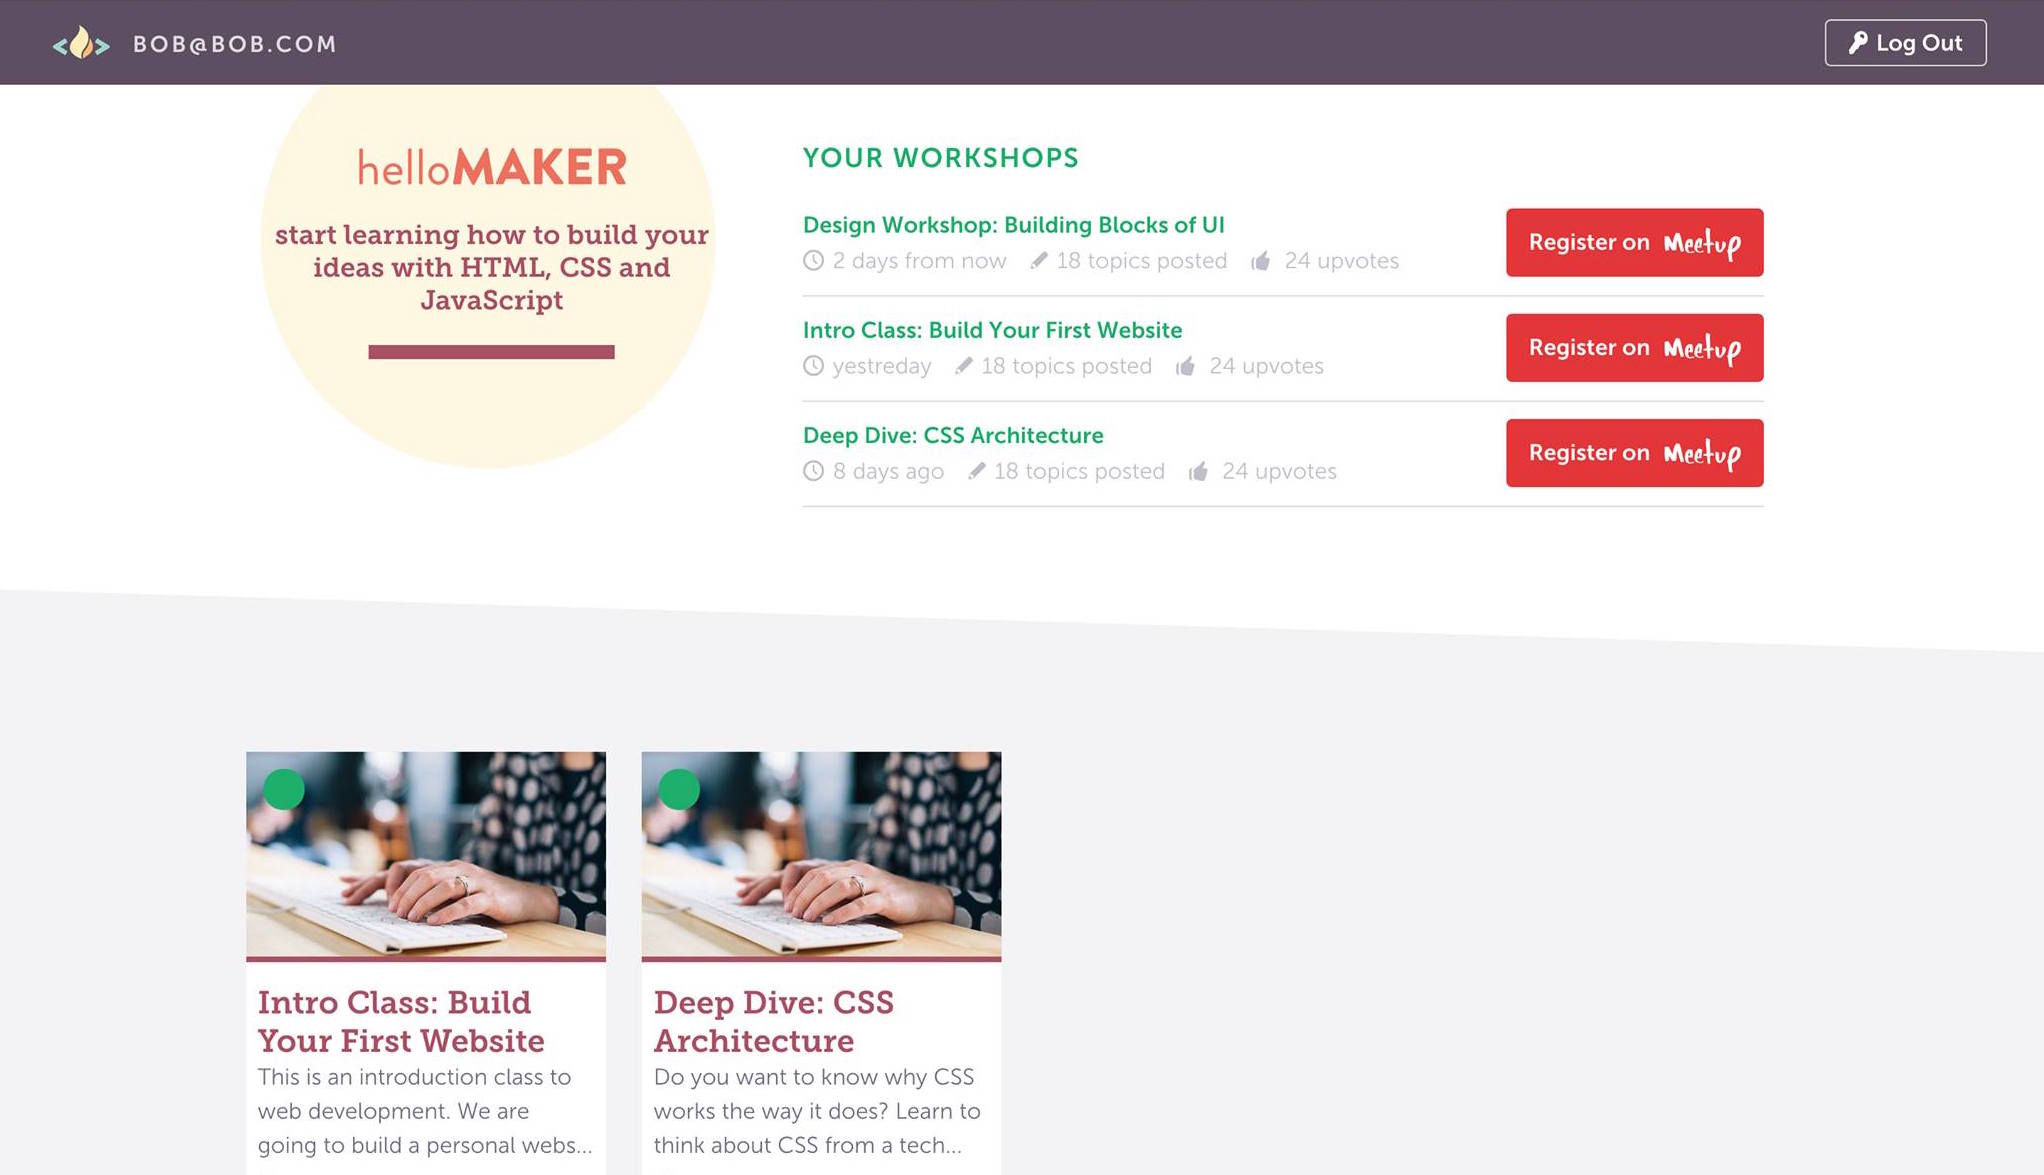 BOB@BOB.COM
Log Out
helloMAKER
start learning how to build your
ideas with HTML, CSS and
JavaScript
YOUR WORKSHOPS
Design Workshop: Building Blocks of UI
2 days from now 18 topics posted 24 upvotes
Register on Meetup
Intro Class: Build Your First Website
yestreday 18 topics posted 24 upvotes
Register on Meetup
Deep Dive: CSS Architecture
8 days ago 18 topics posted 24 upvotes
Register on Meetup
Intro Class: Build
Your First Website
This is an introduction class to
web development. We are
going to build a personal webs...
Deep Dive: CSS
Architecture
Do you want to know why CSS
works the way it does? Learn to
think about CSS from a tech...